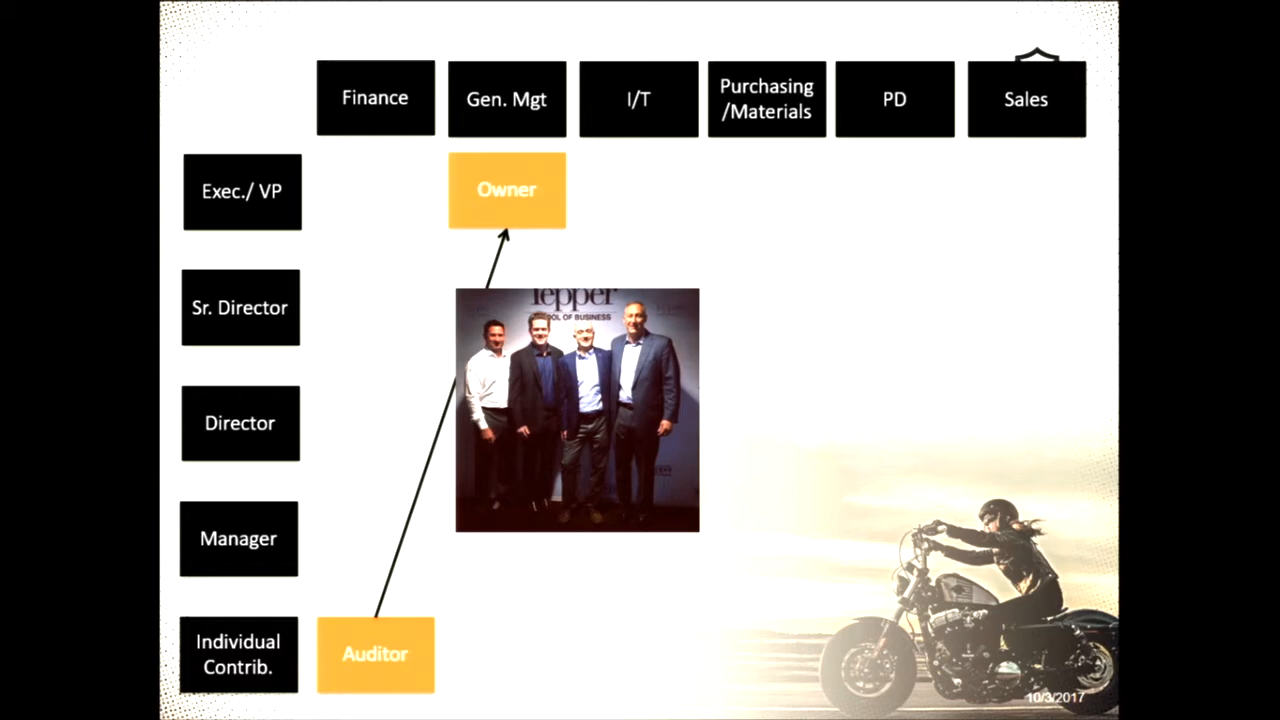 Finance
Gen. Mgt
I/T
Purchasing
/Materials
PD
Sales
Exec./ VP
Owner
Sr. Director
Tepper
OOL OF BUSINESS
Director
Manager
Individual
Contrib.
Auditor
10/3/2017